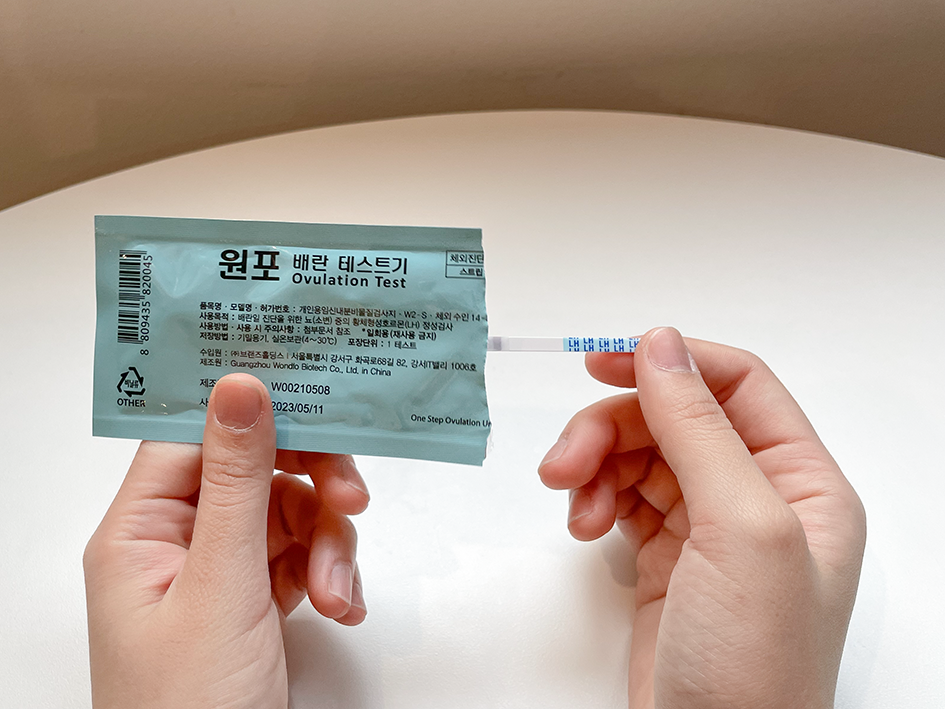 원포 배란 테스트기
Ovulation Test
체외진단
스트립
품목명·모델명·허가번호 : 개인용임신내분비물질검사지·W2-S·체외 수인 14-
사용목적 : 배란일 진단을 위한 뇨(소변) 중의 황체형성호르몬(LH) 정성검사
사용방법·사용 시 주의사항 : 첨부문서 참조 *일회용(재사용 금지)
저장방법 : 기밀용기, 실온보관(4~30℃) 포장단위 : 1 테스트
수입원 : ㈜브랜즈홀딩스 | 서울특별시 강서구 화곡로68길 82, 강서IT밸리 1006호
제조원 : Guangzhou Wondfo Biotech Co., Ltd, in China
제조 W00210508
사 2023/05/11
One Step Ovulation U
8 809435 820045
비닐류
OTHER